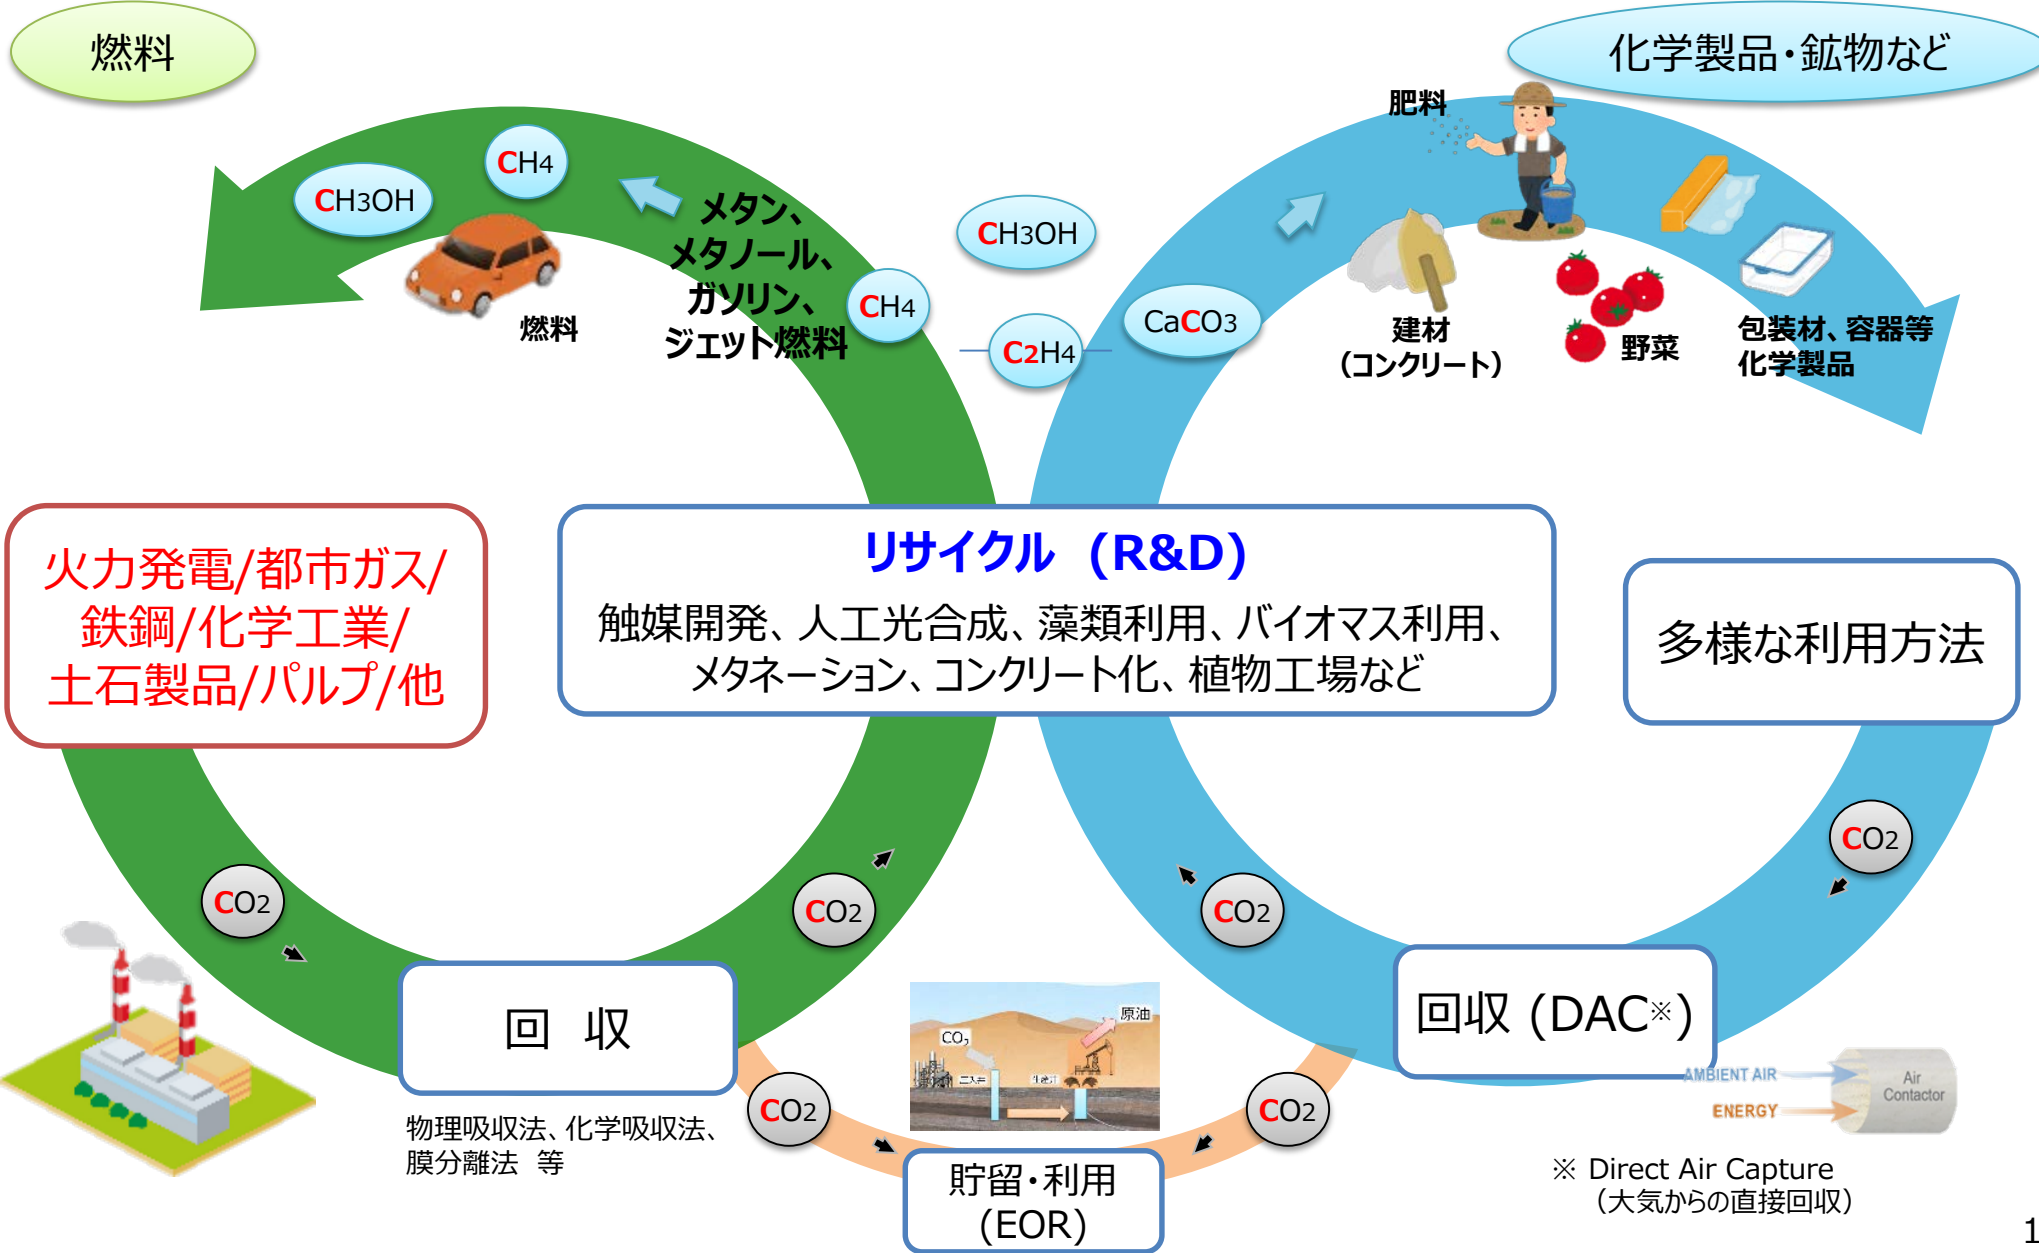 燃料
化学製品・鉱物など
肥料
CH4
CH3OH
メタン、
メタノール、
ガソリン、
ジェット燃料
燃料
CH4
CH3OH
C2H4
CaCO3
建材
（コンクリート）
野菜
包装材、容器等
化学製品
火力発電/都市ガス/
鉄鋼/化学工業/
土石製品/パルプ/他
リサイクル (R&D)
触媒開発、人工光合成、藻類利用、バイオマス利用、
メタネーション、コンクリート化、植物工場など
多様な利用方法
CO2
CO2
CO2
CO2
回 収
物理吸収法、化学吸収法、
膜分離法 等
CO2
CO2
原油
CO2
貯留・利用
(EOR)
回収 (DAC※)
AMBIENT AIR
ENERGY
Air
Contactor
※ Direct Air Capture
（大気からの直接回収）
1